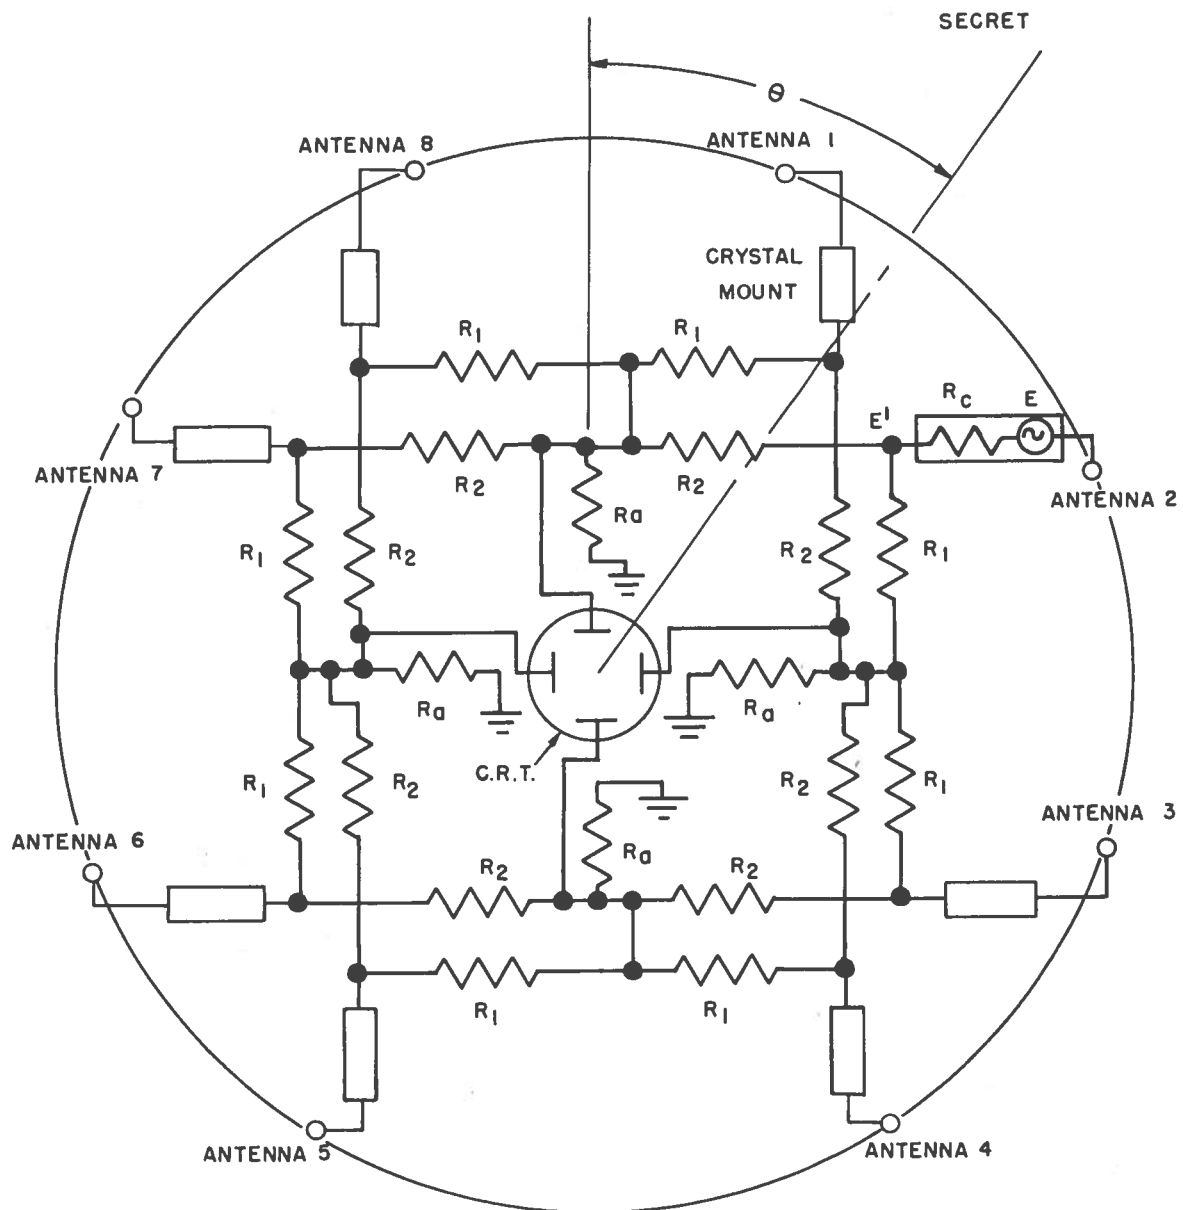 SECRET
θ
ANTENNA 8
ANTENNA 1
CRYSTAL
MOUNT
R1
R1
RC
E
E'
ANTENNA 7
R2
R2
ANTENNA 2
Ra
R1
R2
R2
R1
Ra
Ra
C.R.T.
R1
R2
R2
R1
ANTENNA 3
ANTENNA 6
Ra
R2
R2
R1
R1
ANTENNA 5
ANTENNA 4